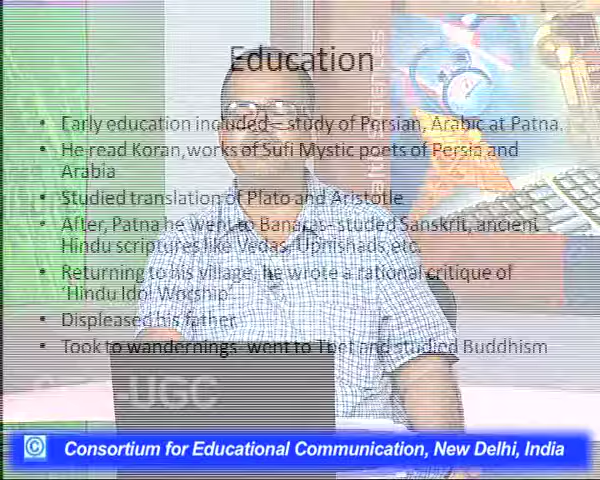 Education
• Early education included – study of Persian, Arabic at Patna.
• He read Koran,works of Sufi Mystic poets of Persia and
Arabia
• Studied translation of Plato and Aristotle
• After, Patna he went to Banaras- studed Sanskrit, ancient
Hindu scriptures like Vedas, Upnishads etc.
• Returning to his village, he wrote a rational critique of
‘Hindu Idol Worship’
• Displeased his father
• Took to wandernings went to Tbet and studied Buddhism
UGC
© Consortium for Educational Communication, New Delhi, India